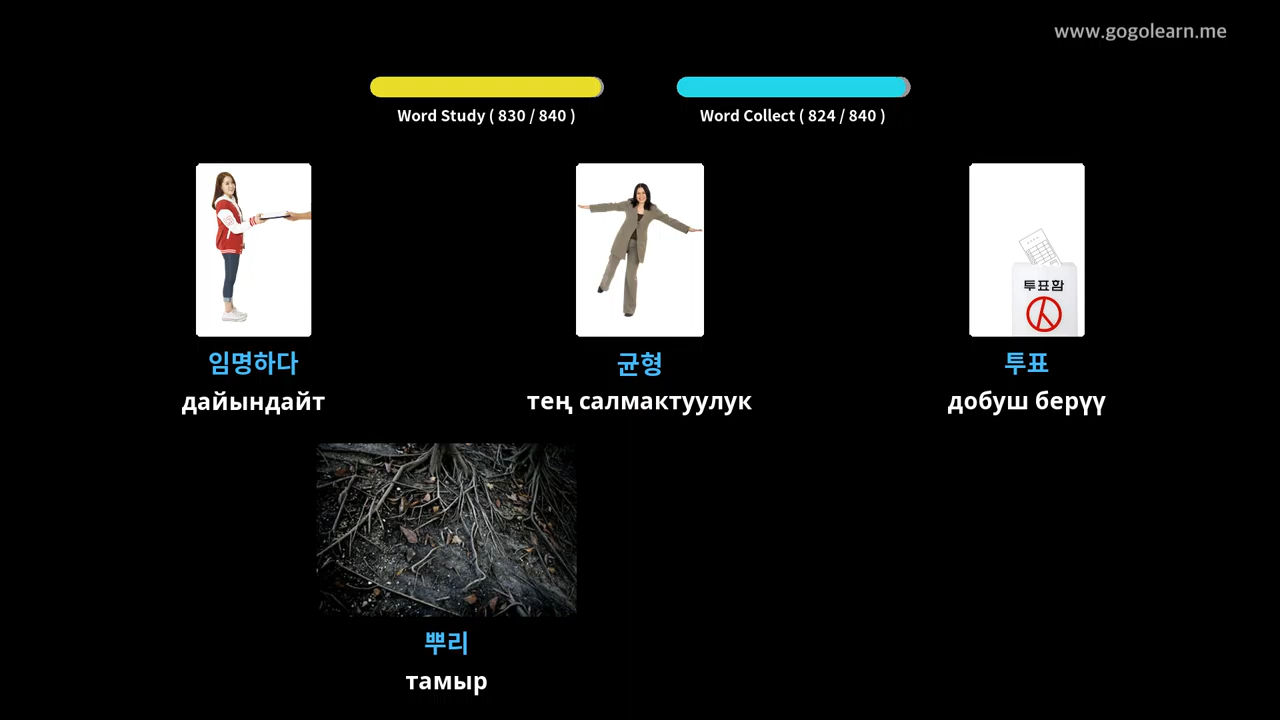 www.gogolearn.me
Word Study ( 830 / 840 )
Word Collect ( 824 / 840 )
투표함
임명하다
дайындайт
균형
тең салмактуулук
투표
добуш берүү
뿌리
тамыр